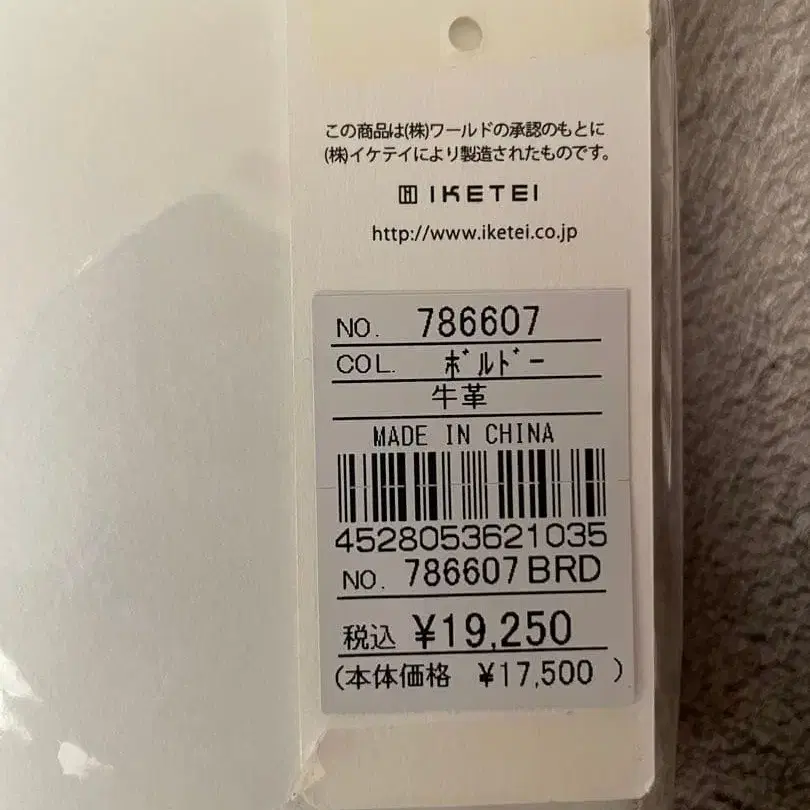 この商品は(株)ワールドの承認のもとに
(株)イケテイにより製造されたものです。
IKETEI
http://www.iketei.co.jp
NO. 786607
COL. ﾎﾞﾙﾄﾞｰ
牛革
MADE IN CHINA
4528053621035
NO. 786607BRD
税込 ¥19,250
(本体価格 ¥17,500 )